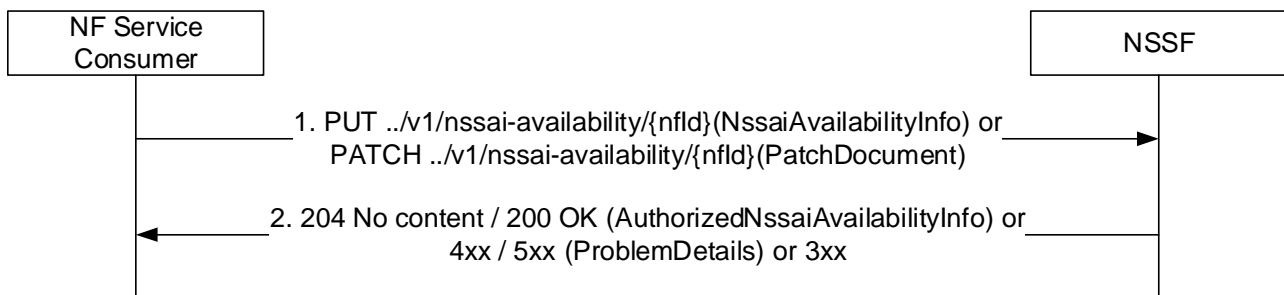 NF Service
Consumer
NSSF
1. PUT ../v1/nssai-availability/{nfId}(NssaiAvailabilityInfo) or
PATCH ../v1/nssai-availability/{nfId}(PatchDocument)
2. 204 No content / 200 OK (AuthorizedNssaiAvailabilityInfo) or
4xx / 5xx (ProblemDetails) or 3xx